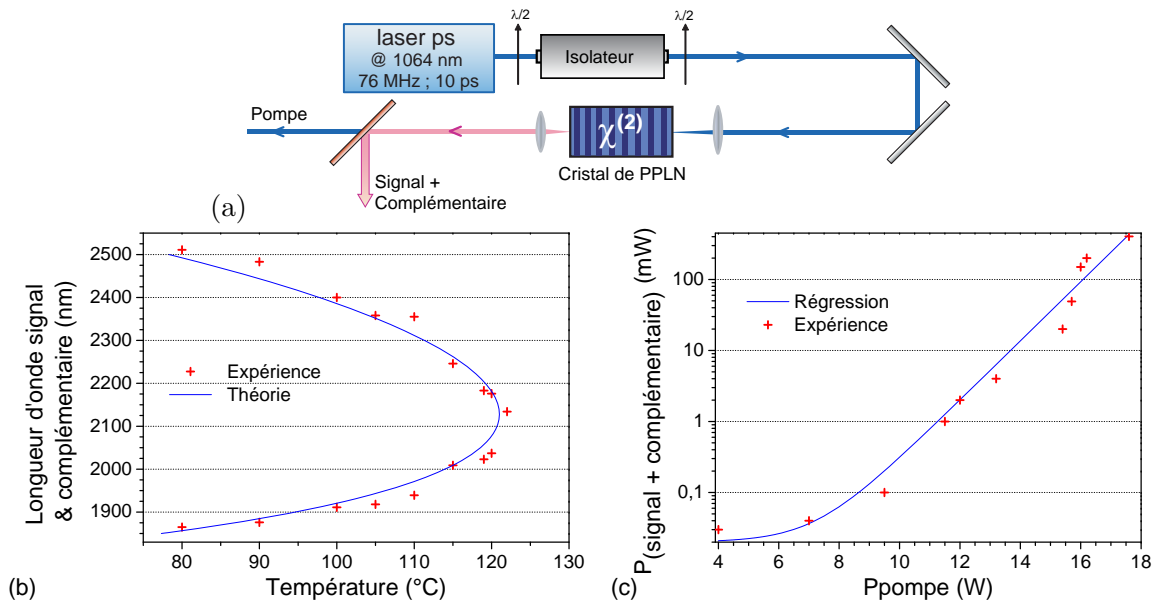 laser ps
@ 1064 nm
76 MHz ; 10 ps
λ/2
Isolateur
λ/2
Pompe
χ(2)
Cristal de PPLN
Signal +
Complémentaire
(a)
Longueur d'onde signal
& complémentaire (nm)
2500
2400
2300
2200
2100
2000
1900
Expérience
Théorie
80 90 100 110 120 130
Température (°C)
(b)
P(signal + complémentaire) (mW)
100
10
1
0,1
Régression
Expérience
4 6 8 10 12 14 16 18
Ppompe (W)
(c)